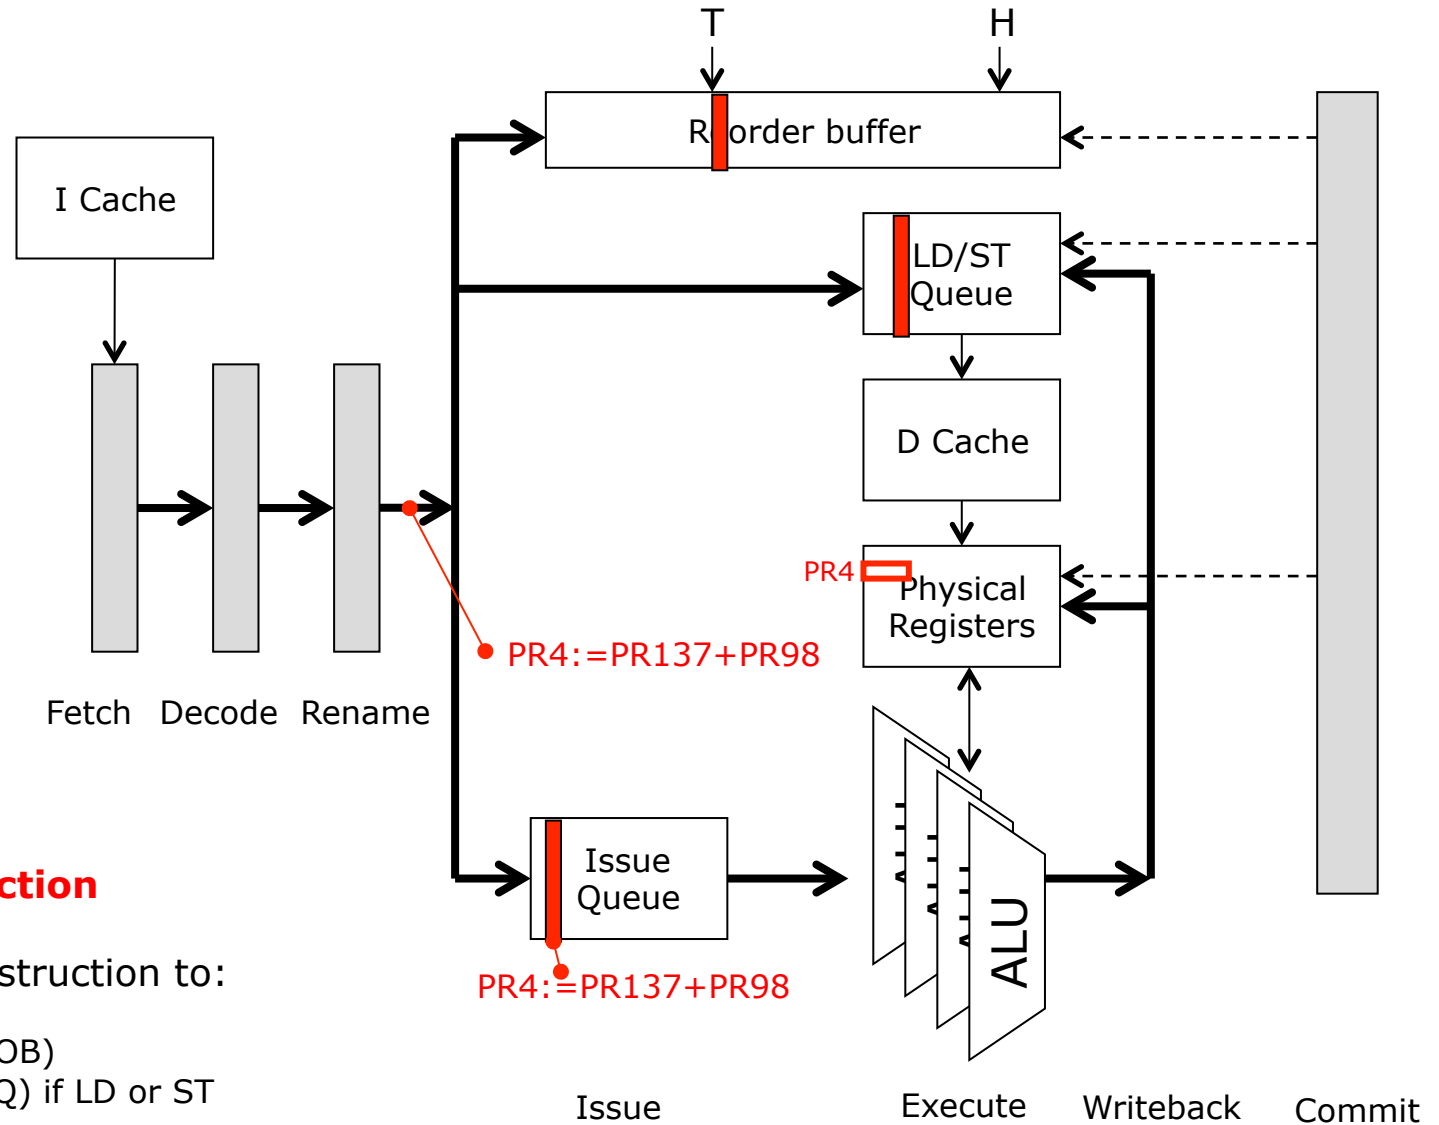 T
H
Reorder buffer
I Cache
LD/ST
Queue
D Cache
PR4
Physical
Registers
PR4:=PR137+PR98
Fetch
Decode
Rename
Issue
Queue
ALU
PR4:=PR137+PR98
ction
struction to:
OB)
Q) if LD or ST
Issue
Execute
Writeback
Commit